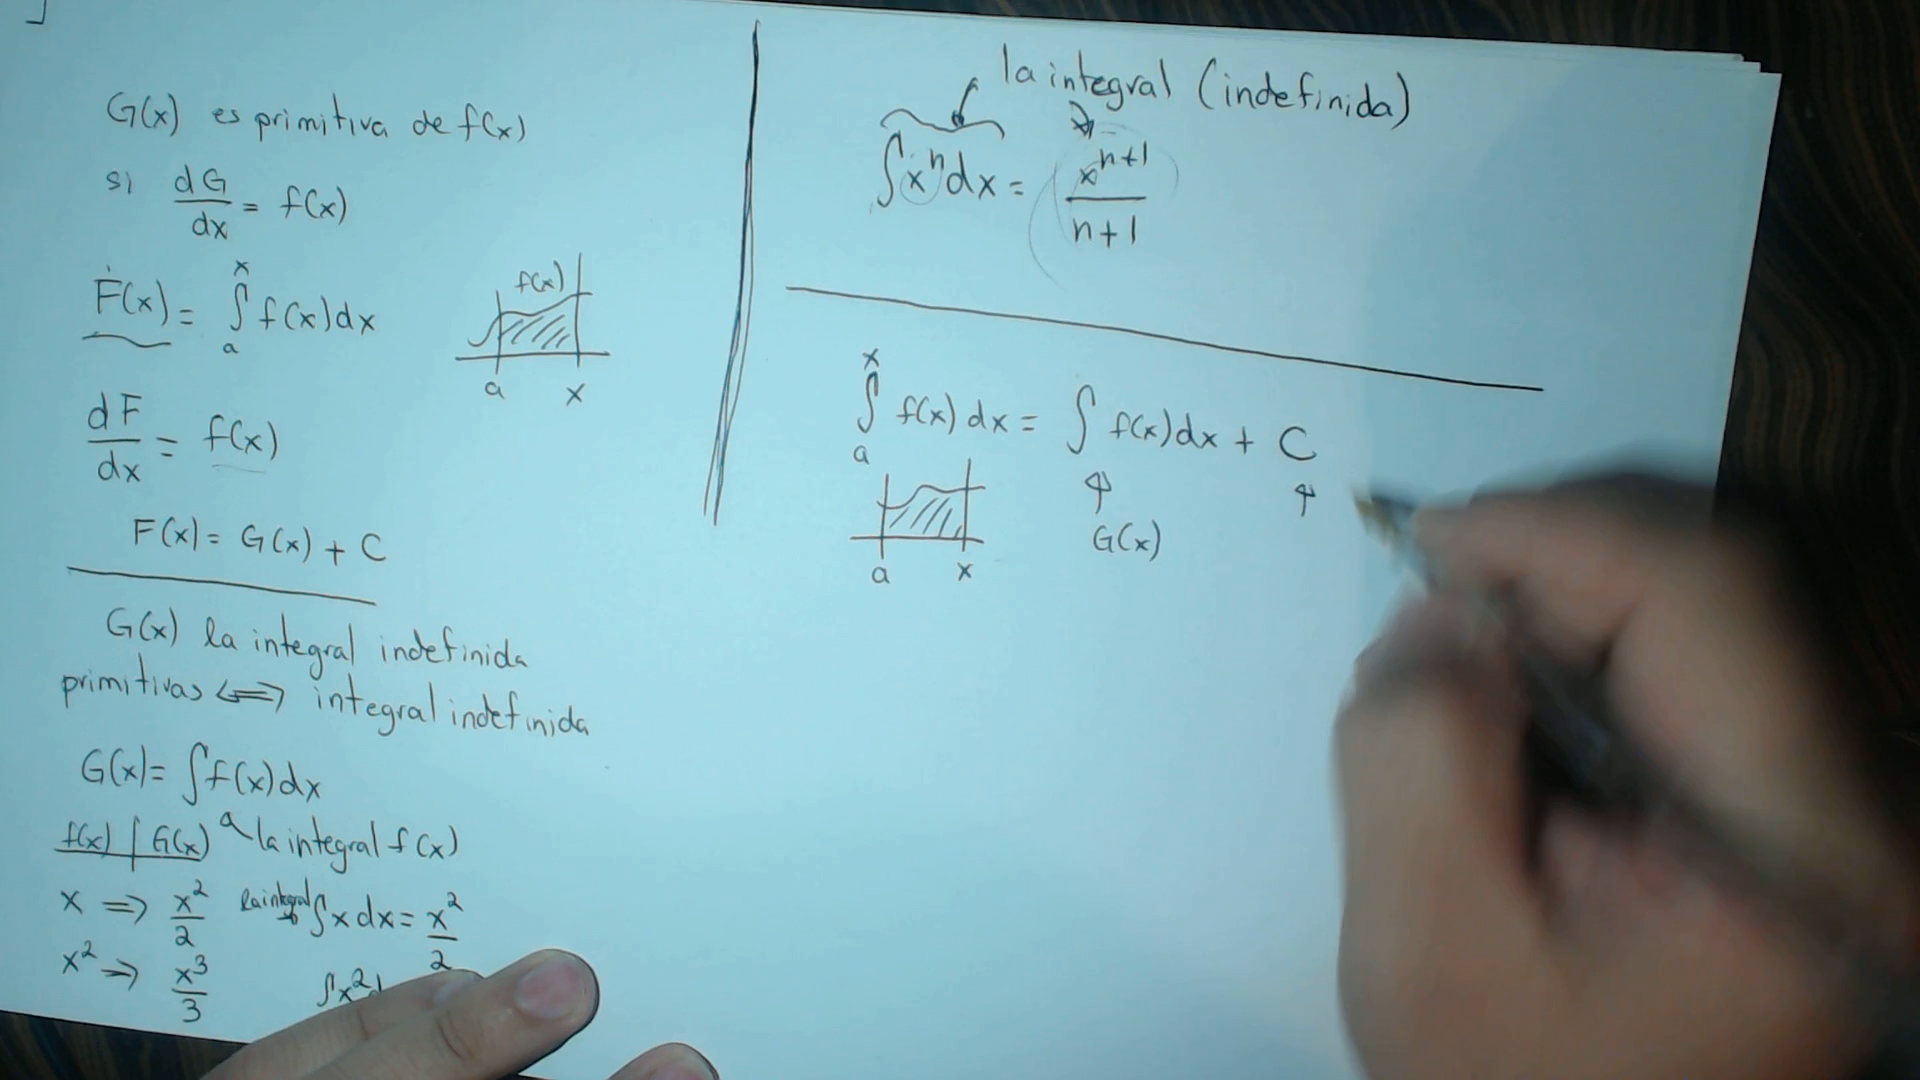 G(x) es primitiva de f(x)
si dG/dx = f(x)
F(x) = ∫ₐˣ f(x)dx
f(x)
a x
dF/dx = f(x)
F(x) = G(x) + C
G(x) la integral indefinida
primitivas <=> integral indefinida
G(x) = ∫f(x)dx
f(x) | G(x) la integral f(x)
x => x²/2 la integral ∫x dx = x²/2
x² => x³/3 ∫x²
la integral (indefinida)
∫xⁿdx = xⁿ⁺¹/n+1
∫ₐˣ f(x) dx = ∫ f(x)dx + C
a x
G(x)